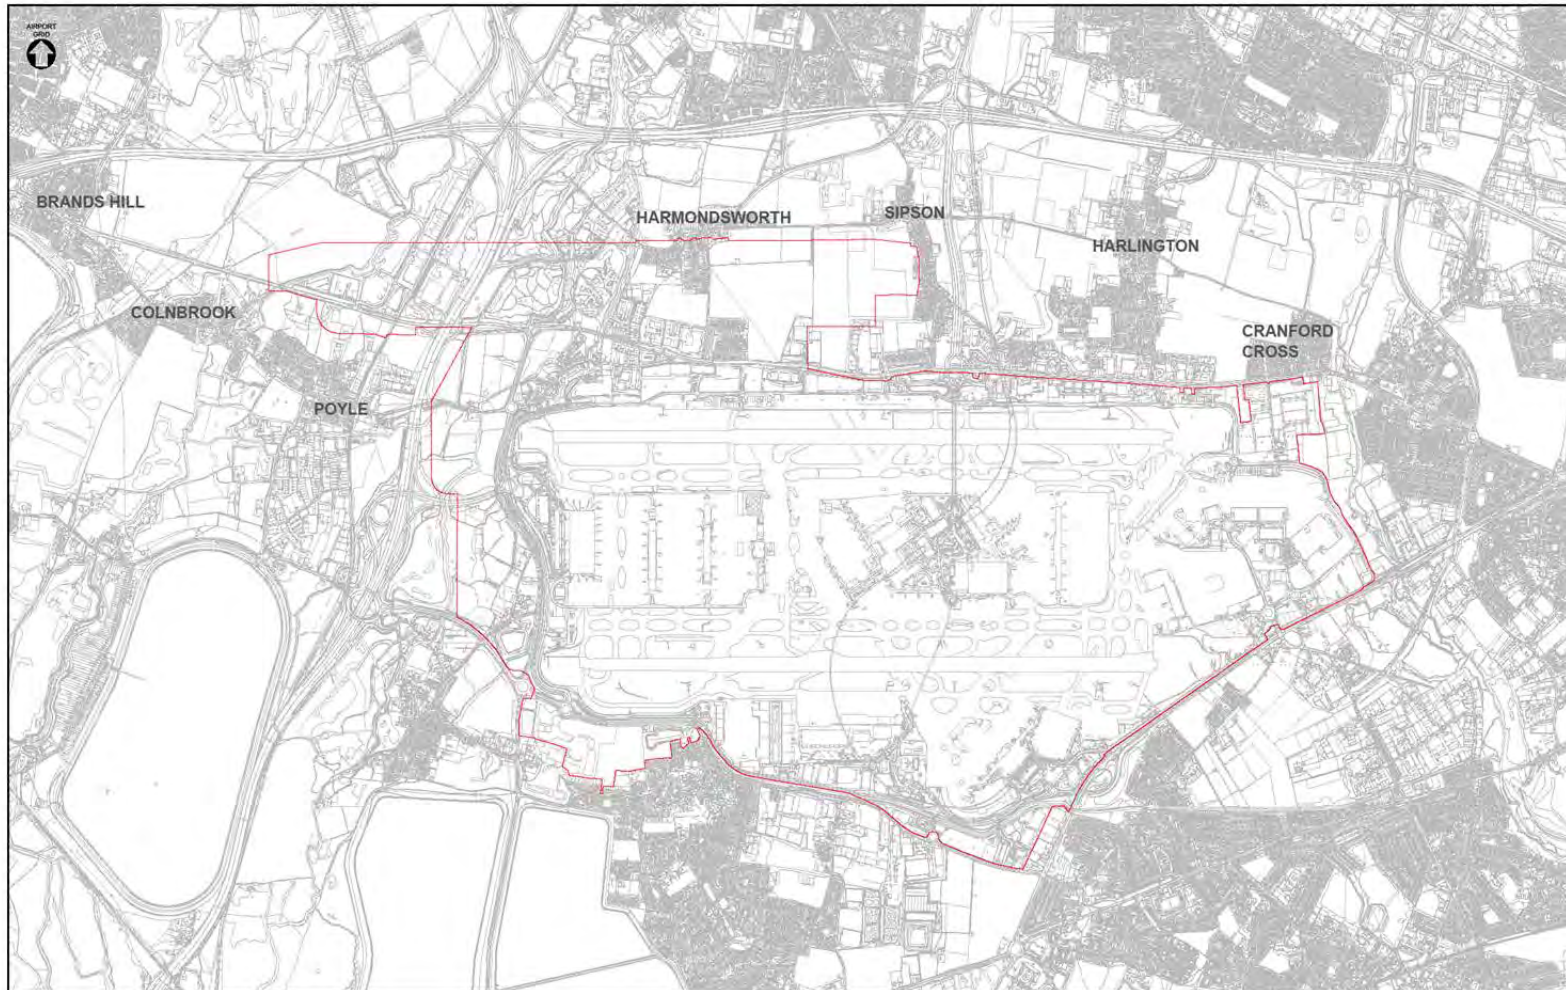 AIRPORT
GRID
BRANDS HILL
HARMONDSWORTH
SIPSON
HARLINGTON
COLNBROOK
CRANFORD
CROSS
POYLE